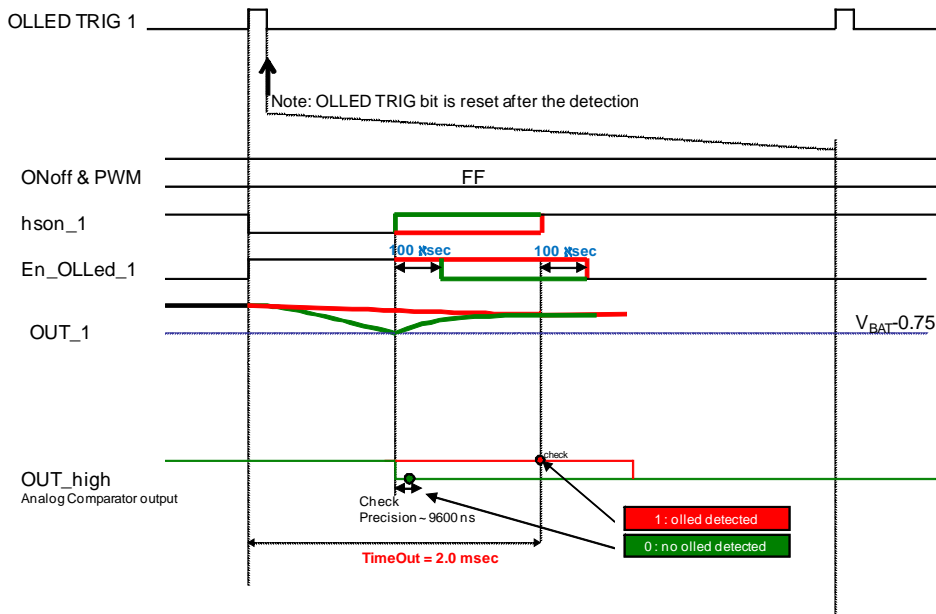 OLLED TRIG 1
Note: OLLED TRIG bit is reset after the detection
ONoff & PWM
FF
hson_1
100
100
En_OLLed_1
OUT_1
VBAT-0.75
check
OUT_high
Analog Comparator output
Check
Precision ~ 9600 ns
1 : olled detected
0 : no olled detected
TimeOut = 2.0 msec